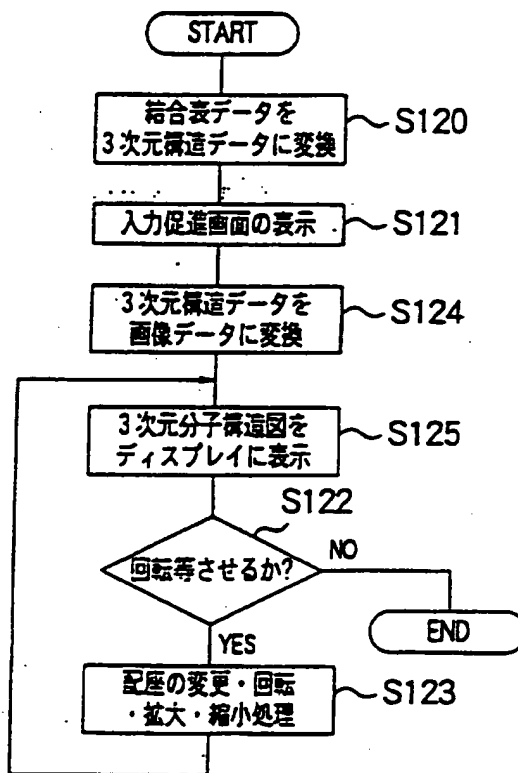 START
結合表データを
3次元構造データに変換
S120
入力促進画面の表示
S121
3次元構造データを
画像データに変換
S124
3次元分子構造図を
ディスプレイに表示
S125
S122
回転等させるか?
NO
END
YES
配座の変更・回転
・拡大・縮小処理
S123